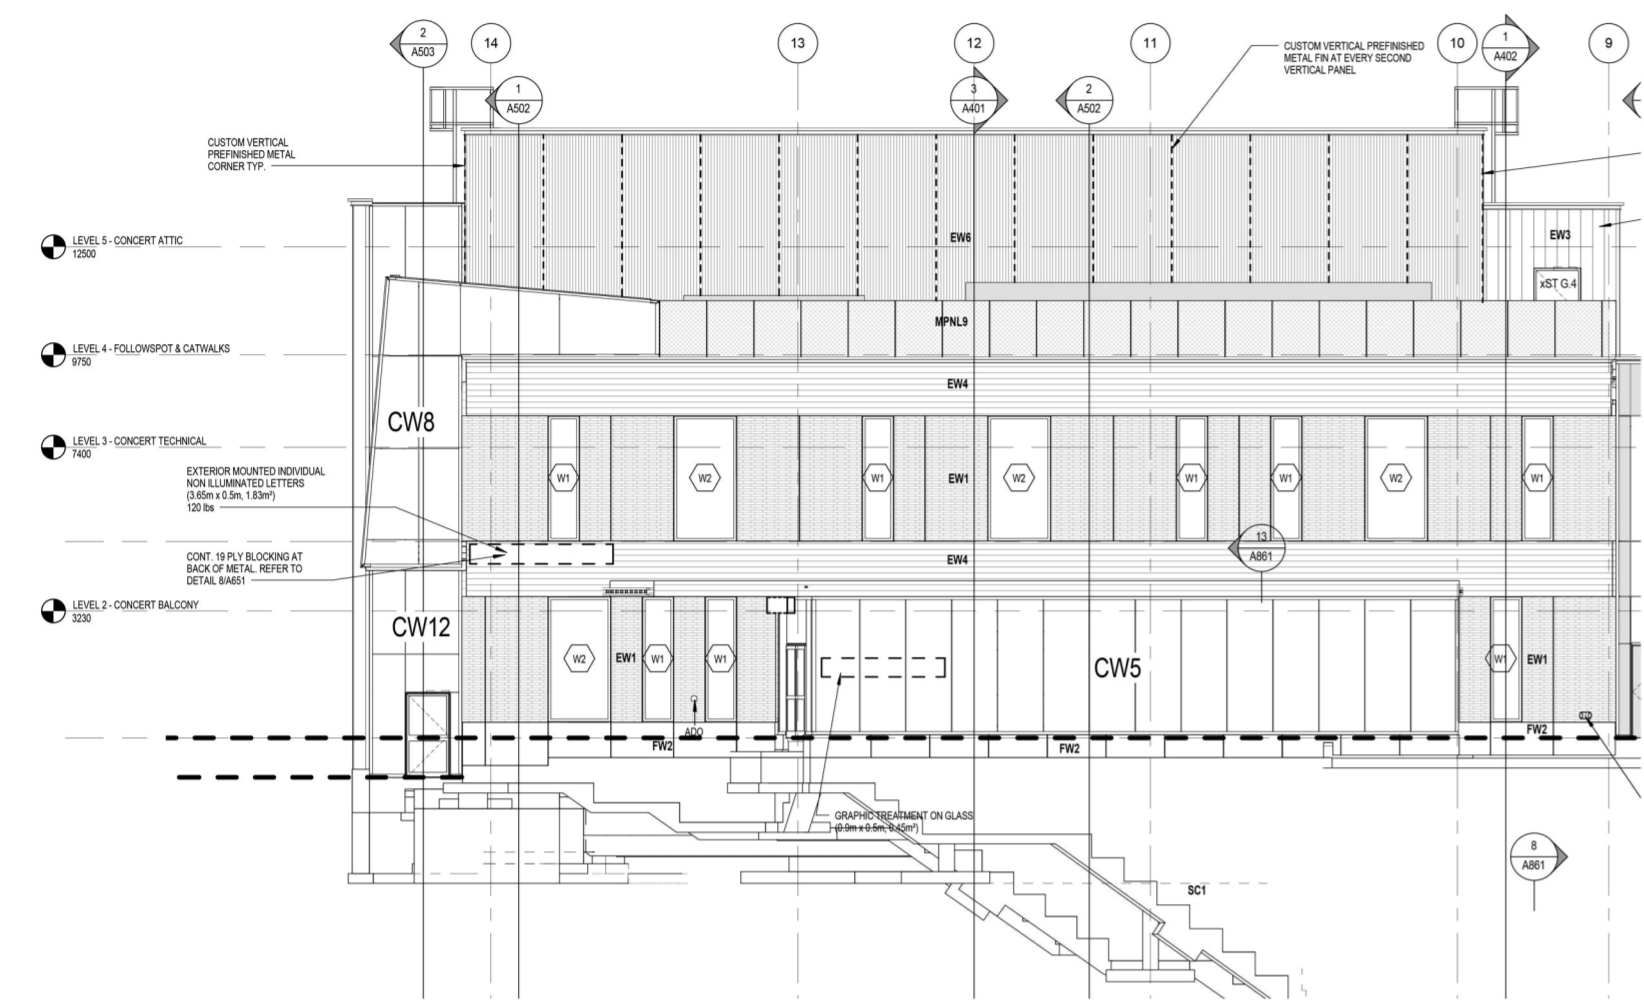 2
A503
14
1
A502
13
12
3
A401
2
A502
11
10
1
A402
9
CUSTOM VERTICAL PREFINISHED
METAL FIN AT EVERY SECOND
VERTICAL PANEL
CUSTOM VERTICAL
PREFINISHED METAL
CORNER TYP.
LEVEL 5 - CONCERT ATTIC
12500
EW6
EW3
xST G.4
MPNL9
LEVEL 4 - FOLLOWSPOT & CATWALKS
9750
EW4
CW8
LEVEL 3 - CONCERT TECHNICAL
7400
EXTERIOR MOUNTED INDIVIDUAL
NON ILLUMINATED LETTERS
(3.65m x 0.5m, 1.83m²)
120 lbs
W1
W2
W1
EW1
W2
W1
W1
W2
W1
CONT. 19 PLY BLOCKING AT
BACK OF METAL. REFER TO
DETAIL 8/A651
EW4
13
A861
LEVEL 2 - CONCERT BALCONY
3230
CW12
W2
EW1
W1
W1
CW5
W1
EW1
ADO
FW2
FW2
FW2
GRAPHIC TREATMENT ON GLASS
(0.9m x 0.5m, 0.45m²)
8
A861
SC1